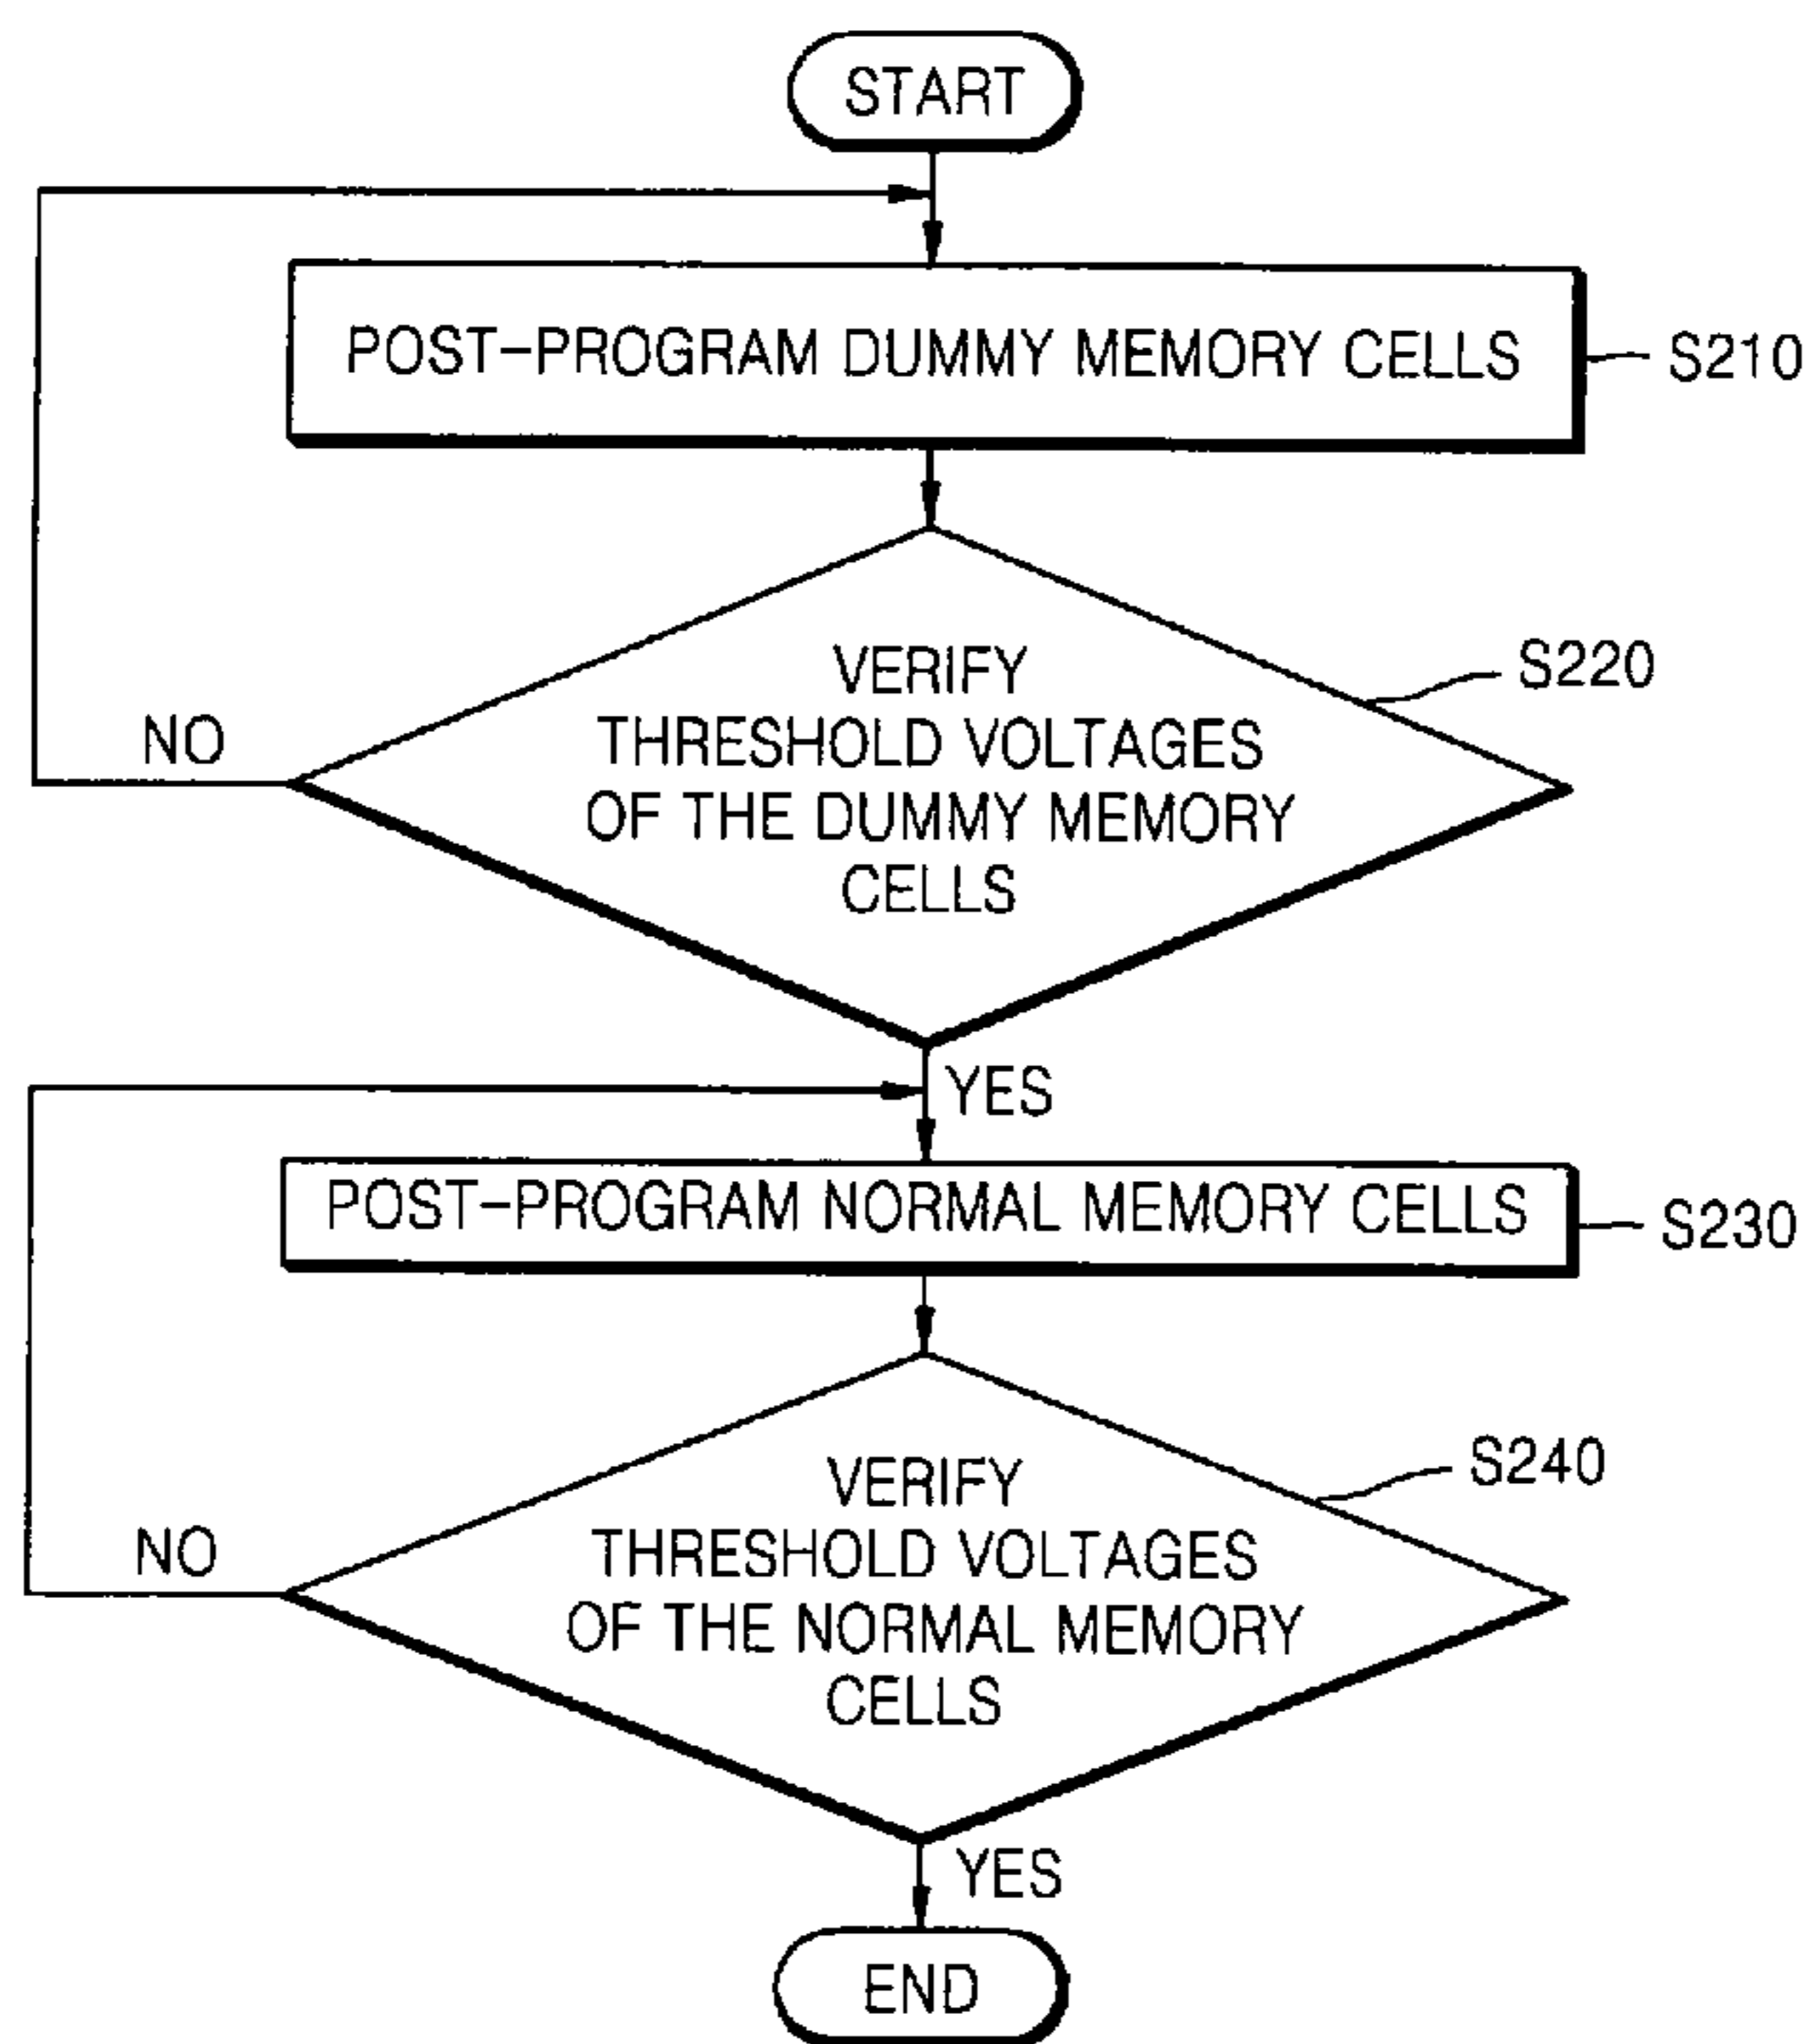 START
POST-PROGRAM DUMMY MEMORY CELLS
S210
VERIFY
THRESHOLD VOLTAGES
OF THE DUMMY MEMORY
CELLS
S220
NO
YES
POST-PROGRAM NORMAL MEMORY CELLS
S230
VERIFY
THRESHOLD VOLTAGES
OF THE NORMAL MEMORY
CELLS
S240
NO
YES
END